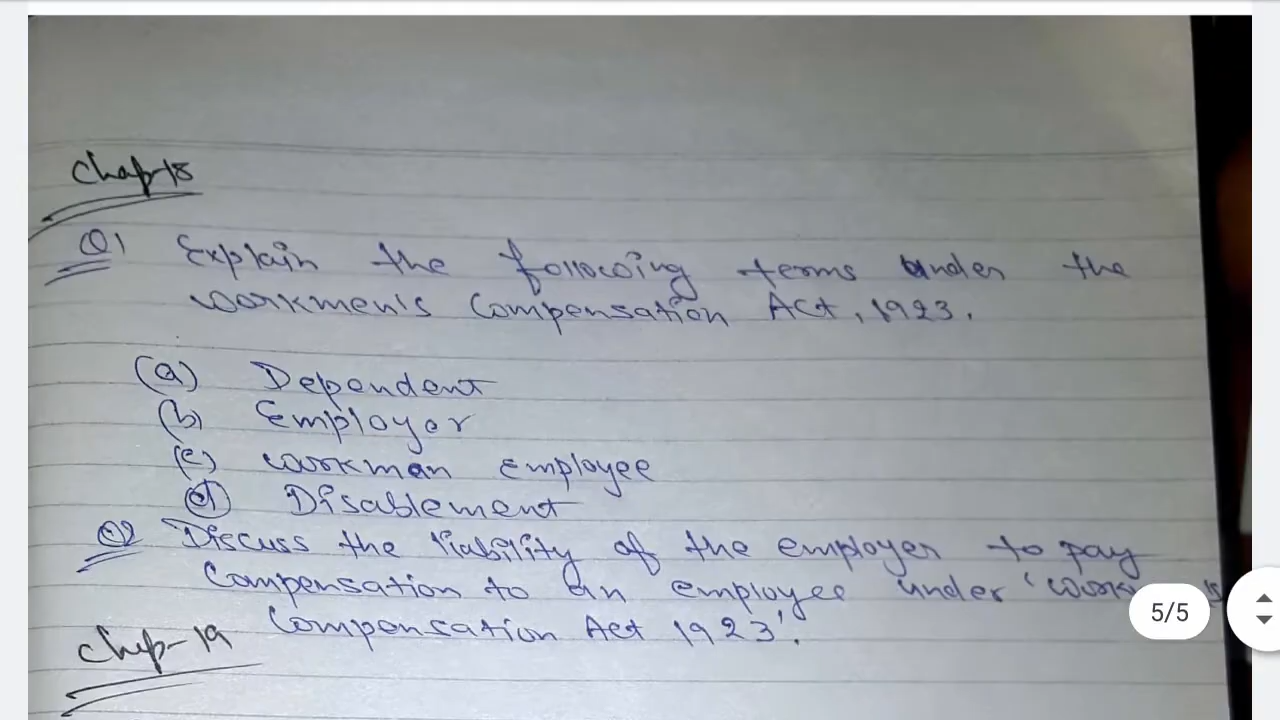 Chap-18
Q1 Explain the following terms under the
workmen's Compensation Act, 1923.
(a) Dependent
(b) Employer
(c) workman employee
(d) Disablement
Q2 Discuss the liability of the employer to pay
Compensation to an employee under '
Compensation Act 1923'.
Chep-19
5/5